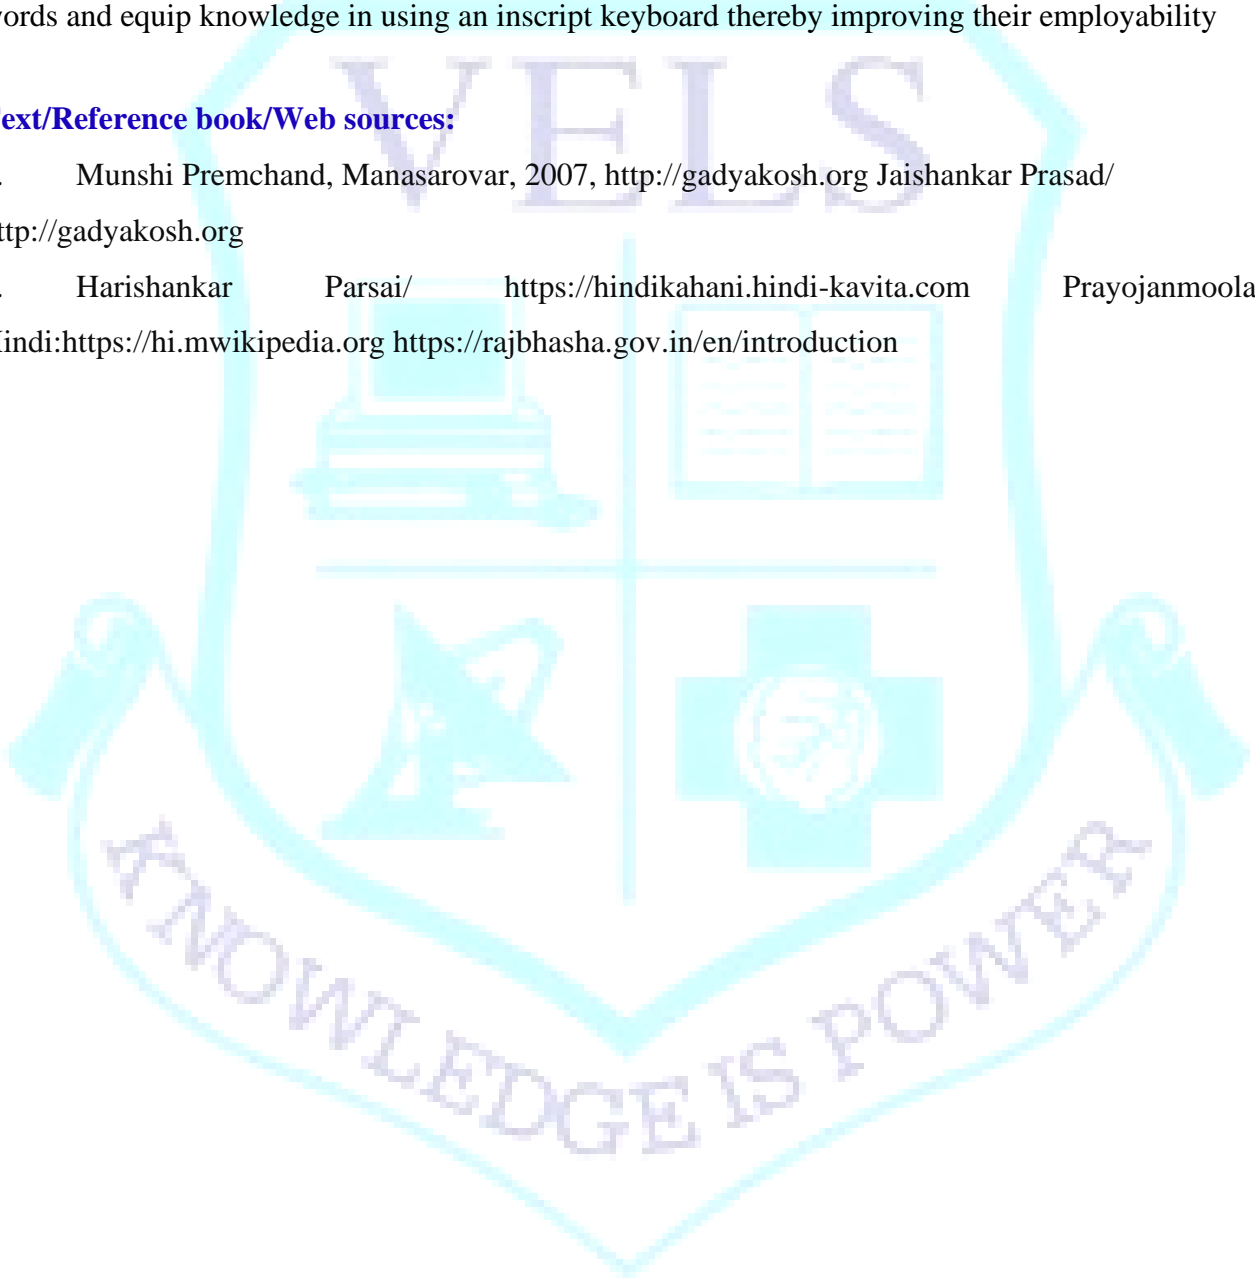 ords and equip knowledge in using an inscript keyboard thereby improving their employability
VELS
ext/Reference book/Web sources:
. Munshi Premchand, Manasarovar, 2007, http://gadyakosh.org Jaishankar Prasad/
ttp://gadyakosh.org
. Harishankar Parsai/ https://hindikahani.hindi-kavita.com Prayojanmoola
indi:https://hi.mwikipedia.org https://rajbhasha.gov.in/en/introduction
KNOWLEDGE IS POWER